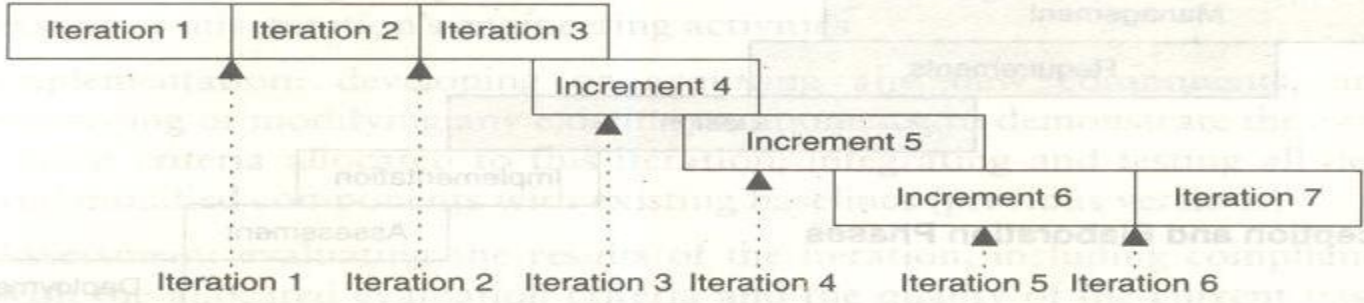 Iteration 1 Iteration 2 Iteration 3
Increment 4
Increment 5
Increment 6 Iteration 7
Iteration 1 Iteration 2 Iteration 3 Iteration 4 Iteration 5 Iteration 6